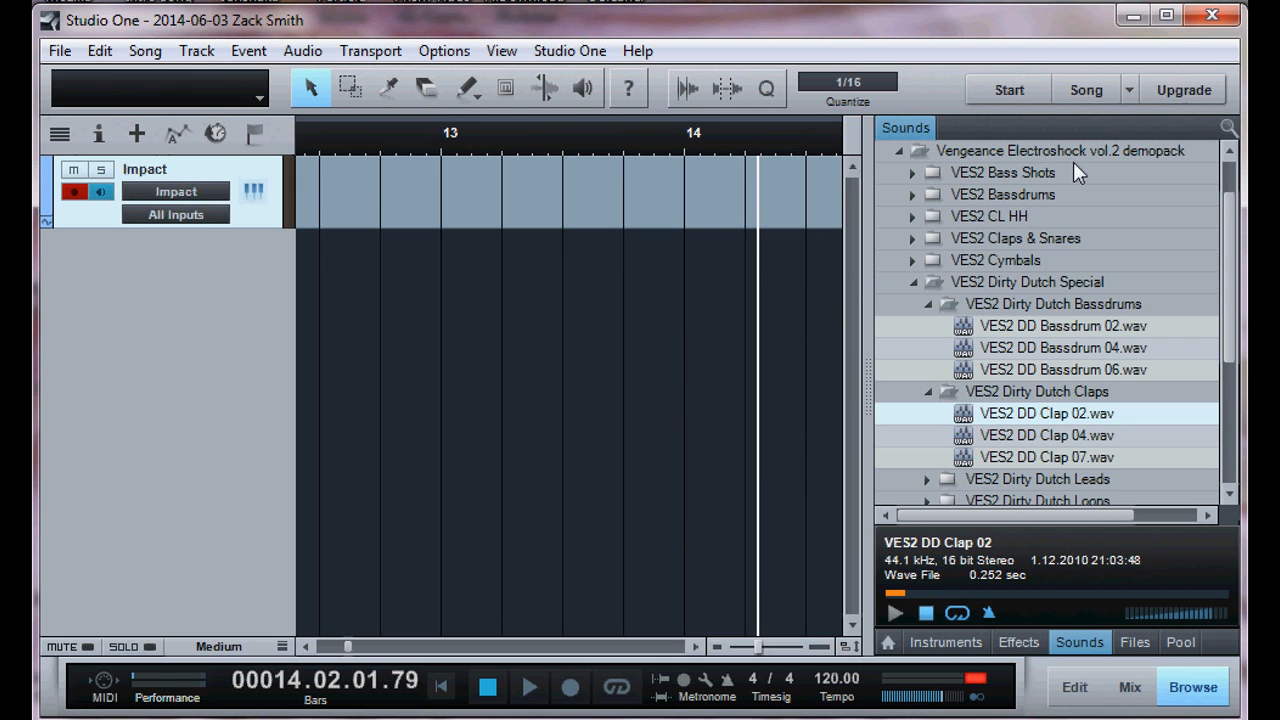 Studio One - 2014-06-03 Zack Smith
File Edit Song Track Event Audio Transport Options View Studio One Help
? Q 1/16 Start Song Upgrade
Quantize
13 14
Sounds
M S Impact
Impact
All Inputs
Vengeance Electroshock vol.2 demopack
VES2 Bass Shots
VES2 Bassdrums
VES2 CL HH
VES2 Claps & Snares
VES2 Cymbals
VES2 Dirty Dutch Special
VES2 Dirty Dutch Bassdrums
VES2 DD Bassdrum 02.wav
VES2 DD Bassdrum 04.wav
VES2 DD Bassdrum 06.wav
VES2 Dirty Dutch Claps
VES2 DD Clap 02.wav
VES2 DD Clap 04.wav
VES2 DD Clap 07.wav
VES2 Dirty Dutch Leads
VES2 Dirty Dutch Loops
VES2 DD Clap 02
44.1 kHz, 16 bit Stereo 1.12.2010 21:03:48
Wave File 0.252 sec
MUTE SOLO Medium
Instruments Effects Sounds Files Pool
MIDI Performance
00014.02.01.79
Bars
Metronome
4 / 4
Timesig
120.00
Tempo
Edit Mix Browse